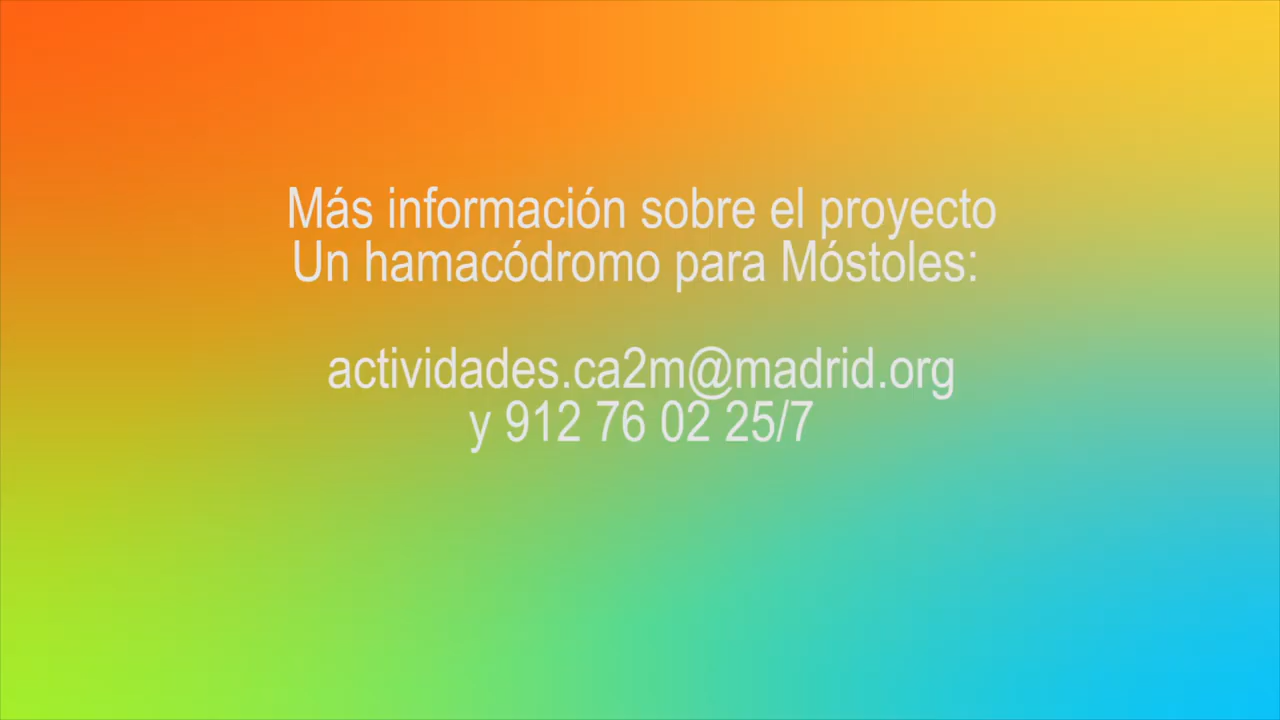 Más información sobre el proyecto
Un hamacódromo para Móstoles:
actividades.ca2m@madrid.org
y 912 76 02 25/7